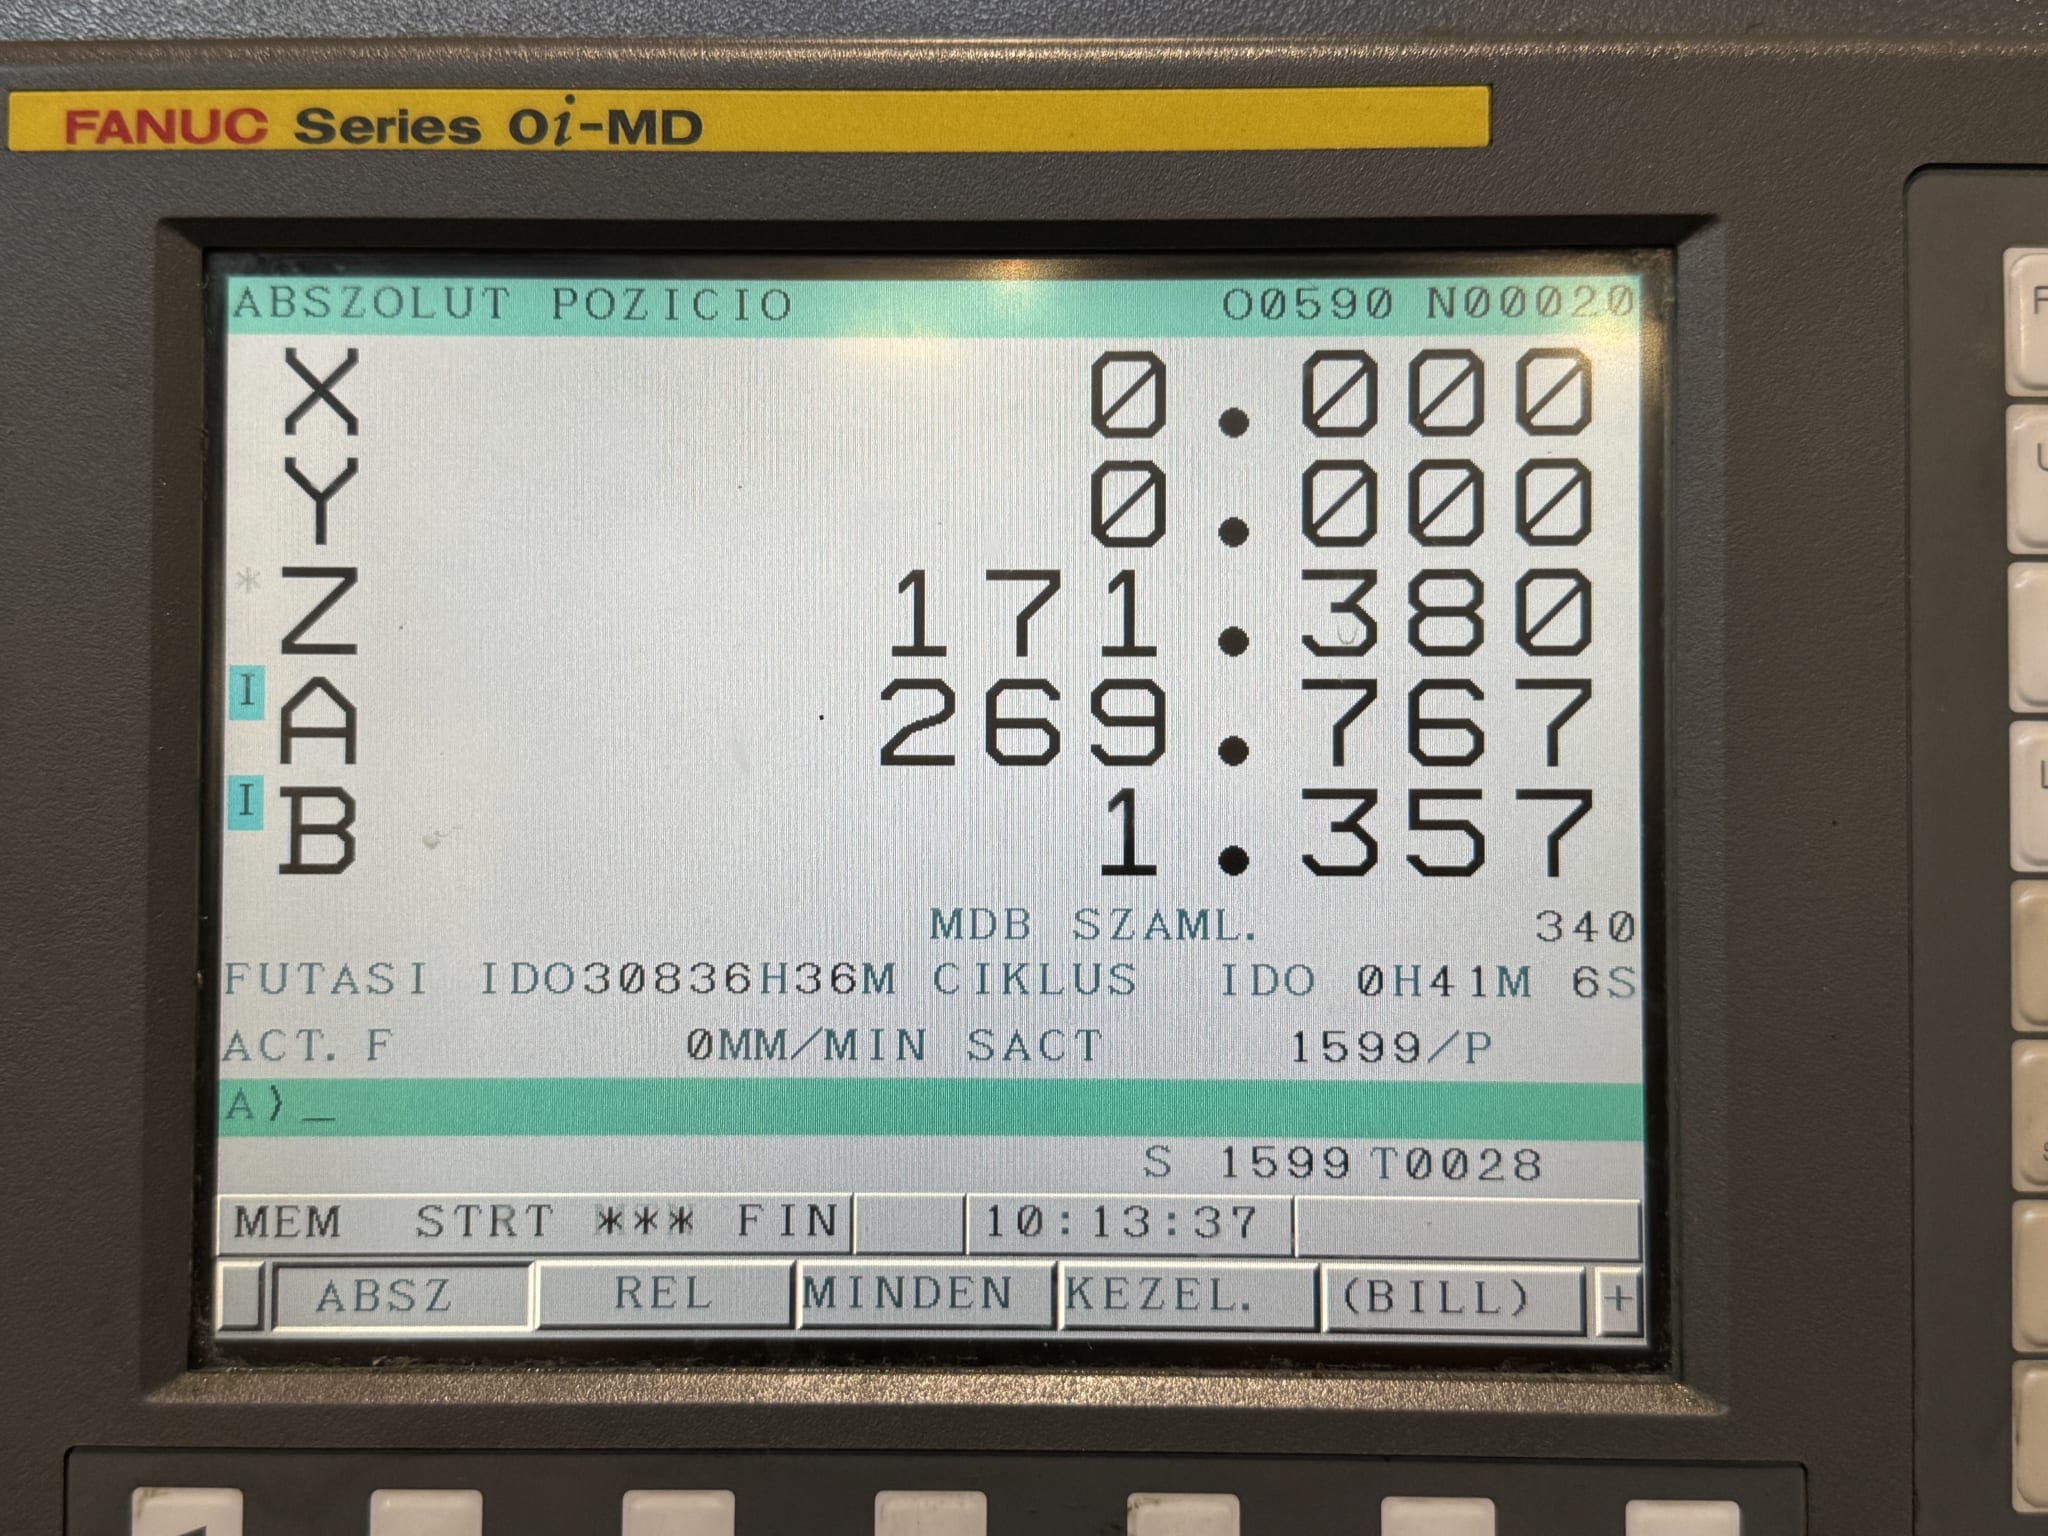 FANUC Series 0i-MD
ABSZOLUT POZICIO O0590 N00020
X 0.000
Y 0.000
* Z 171.380
I A 269.767
I B 1.357
MDB SZAML. 340
FUTASI IDO30836H36M CIKLUS IDO 0H41M 6S
ACT. F 0MM/MIN SACT 1599/P
A)_
S 1599 T0028
MEM STRT *** FIN 10:13:37
ABSZ REL MINDEN KEZEL. (BILL) +